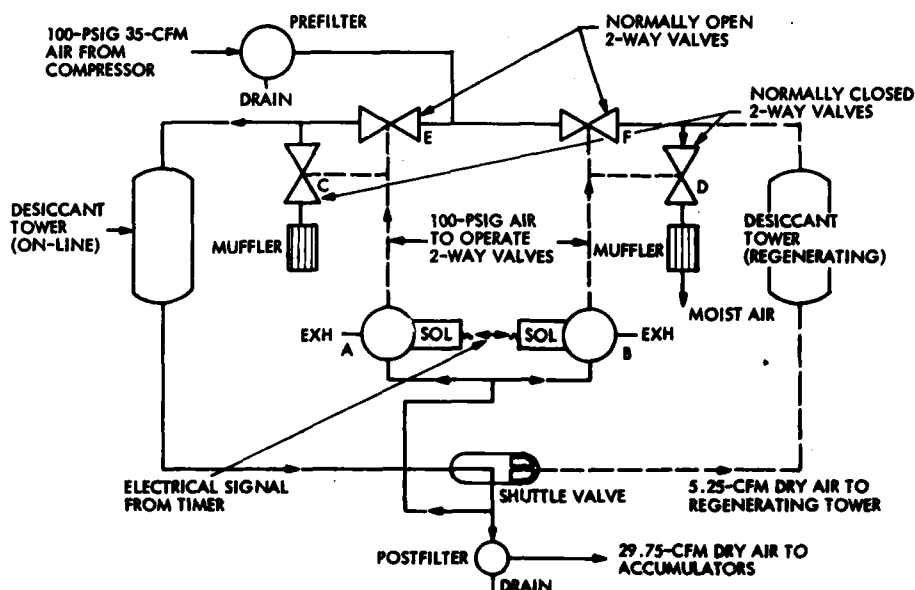 PREFILTER
100-PSIG 35-CFM
AIR FROM
COMPRESSOR
DRAIN
NORMALLY OPEN
2-WAY VALVES
NORMALLY CLOSED
2-WAY VALVES
E
F
C
D
DESICCANT
TOWER
(ON-LINE)
MUFFLER
100-PSIG AIR
TO OPERATE
2-WAY VALVES
MUFFLER
DESICCANT
TOWER
(REGENERATING)
MOIST AIR
EXH
A
SOL
SOL
B
EXH
ELECTRICAL SIGNAL
FROM TIMER
SHUTTLE VALVE
5.25-CFM DRY AIR TO
REGENERATING TOWER
POSTFILTER
29.75-CFM DRY AIR TO
ACCUMULATORS
DRAIN